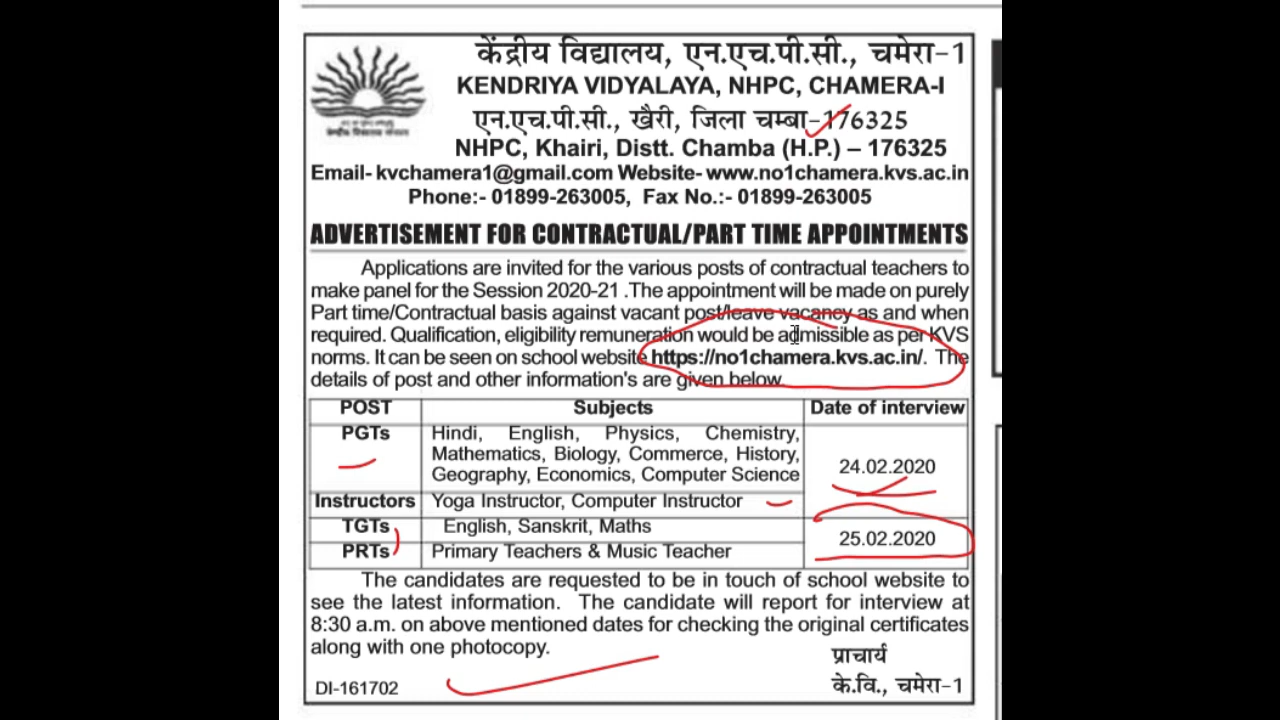 केंद्रीय विद्यालय, एन.एच.पी.सी., चमेरा-1
KENDRIYA VIDYALAYA, NHPC, CHAMERA-I
एन.एच.पी.सी., खैरी, जिला चम्बा-176325
NHPC, Khairi, Distt. Chamba (H.P.) – 176325
Email- kvchamera1@gmail.com Website- www.no1chamera.kvs.ac.in
Phone:- 01899-263005, Fax No.:- 01899-263005
ADVERTISEMENT FOR CONTRACTUAL/PART TIME APPOINTMENTS
Applications are invited for the various posts of contractual teachers to
make panel for the Session 2020-21 .The appointment will be made on purely
Part time/Contractual basis against vacant post/leave vacancy as and when
required. Qualification, eligibility remuneration would be admissible as per KVS
norms. It can be seen on school website https://no1chamera.kvs.ac.in/. The
details of post and other information's are given below.
POST Subjects Date of interview
PGTs Hindi, English, Physics, Chemistry,
Mathematics, Biology, Commerce, History,
Geography, Economics, Computer Science
24.02.2020
Instructors Yoga Instructor, Computer Instructor
TGTs English, Sanskrit, Maths
25.02.2020
PRTs Primary Teachers & Music Teacher
The candidates are requested to be in touch of school website to
see the latest information. The candidate will report for interview at
8:30 a.m. on above mentioned dates for checking the original certificates
along with one photocopy.
प्राचार्य
DI-161702 के.वि., चमेरा-1